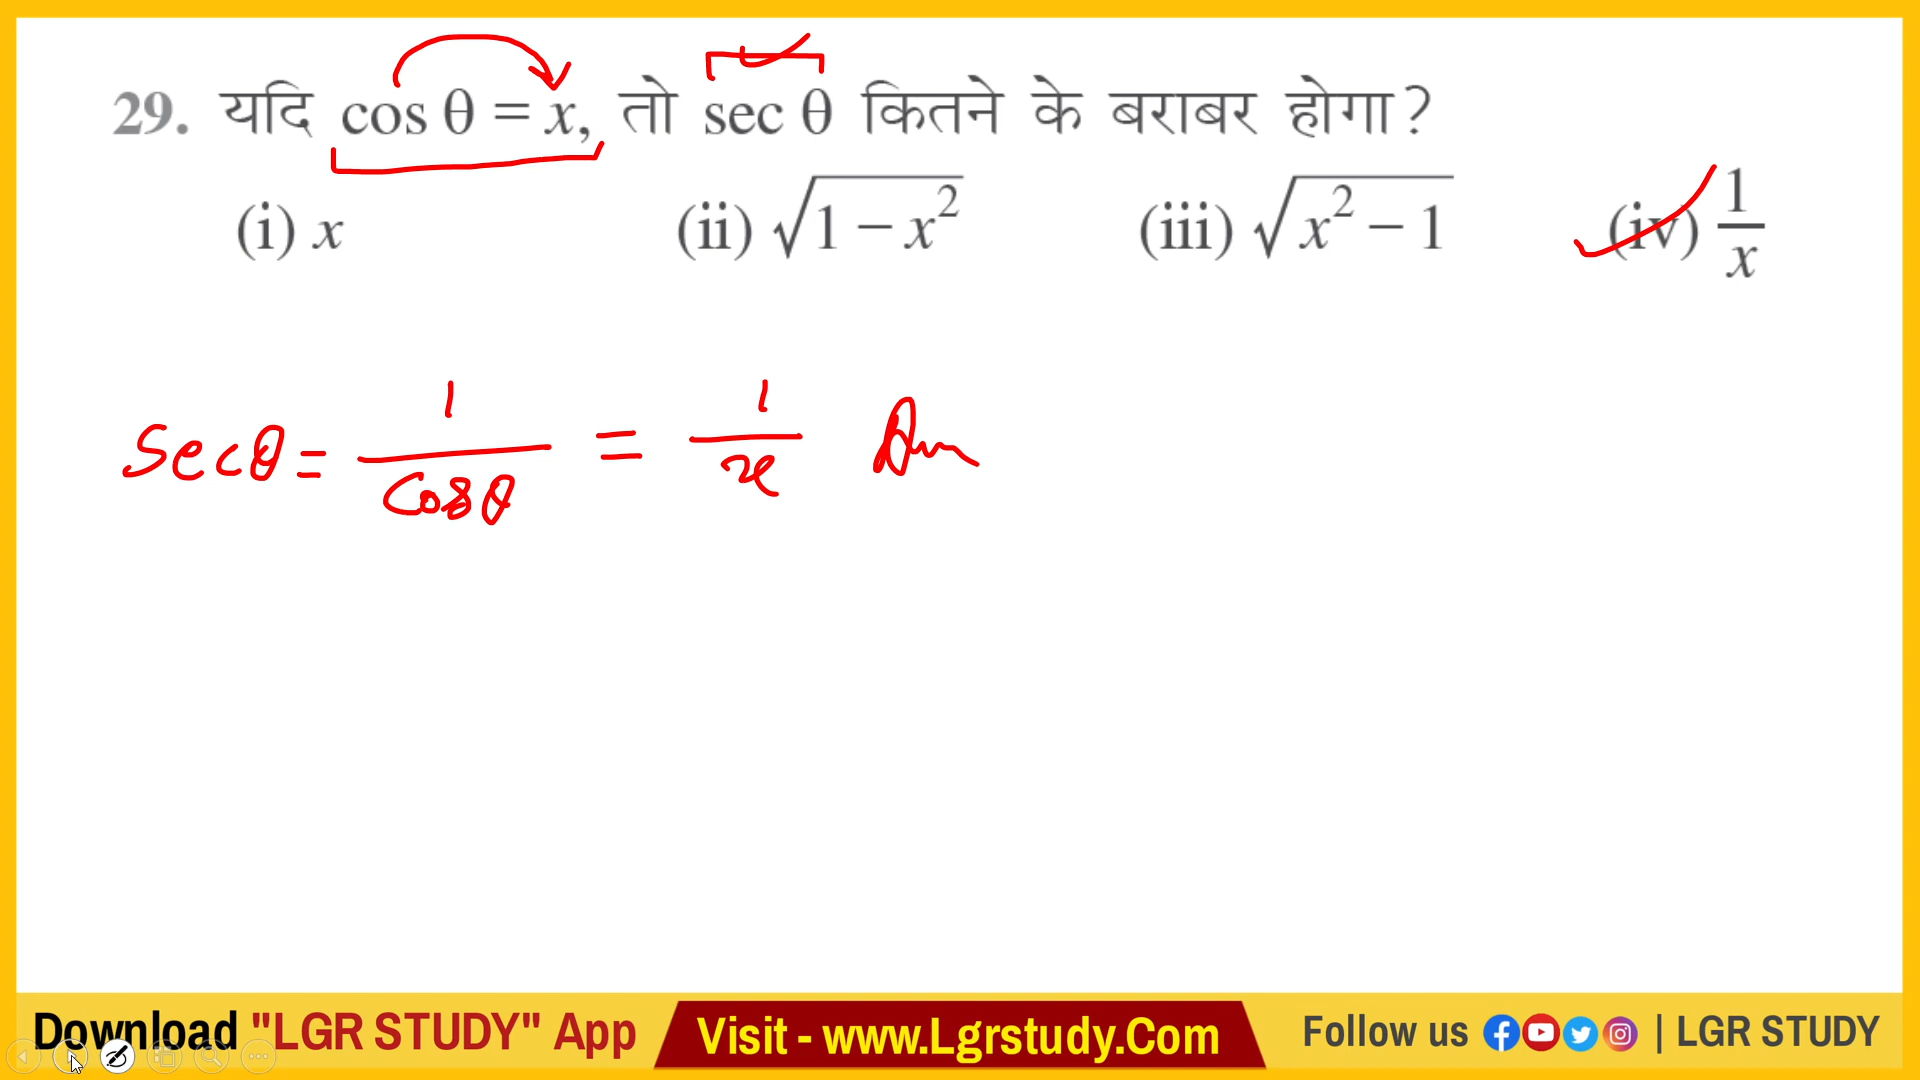 29. यदि cos θ = x, तो sec θ कितने के बराबर होगा?
(i) x (ii) √(1 − x²) (iii) √(x² − 1) (iv) 1/x
secθ = 1/cosθ = 1/x Ans
Download "LGR STUDY" App Visit - www.Lgrstudy.Com Follow us | LGR STUDY